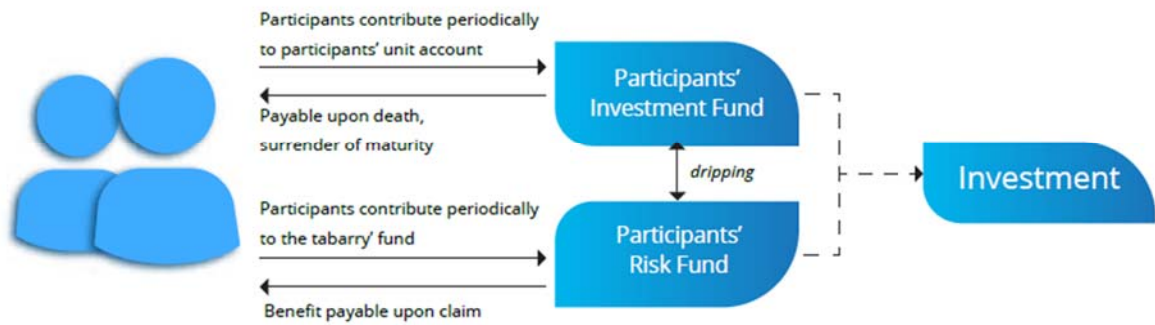 Participants contribute periodically
to participants' unit account
Payable upon death,
surrender of maturity
Participants'
Investment Fund
dripping
Investment
Participants contribute periodically
to the tabarry' fund
Participants'
Risk Fund
Benefit payable upon claim